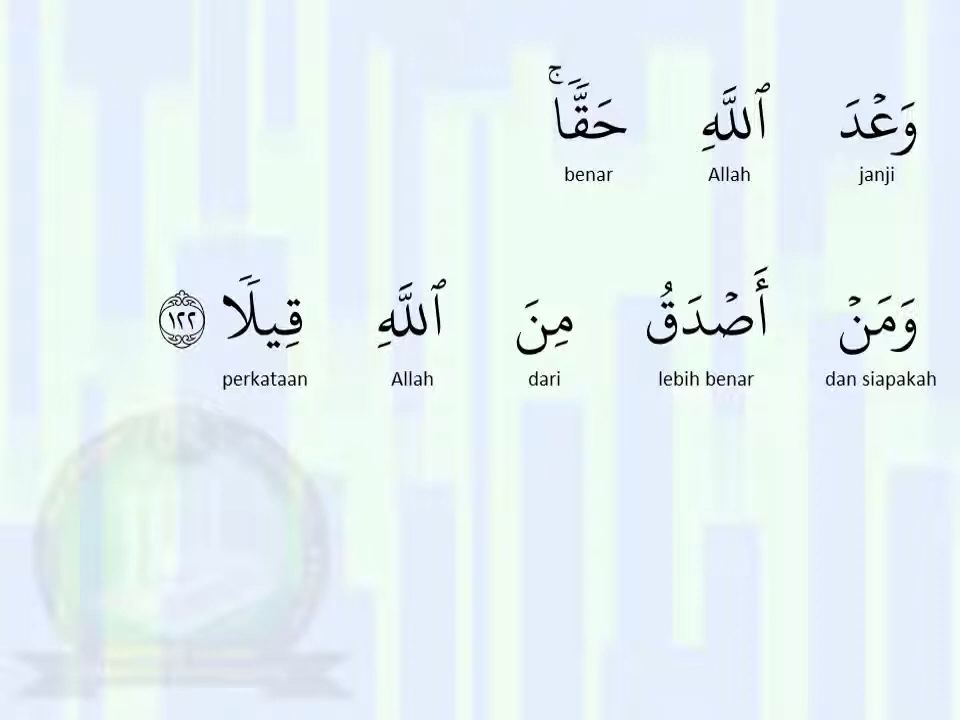 وَعْدَ ٱللَّهِ حَقًّاۚ
janji Allah benar
وَمَنْ أَصْدَقُ مِنَ ٱللَّهِ قِيلًا ١٢٢
dan siapakah lebih benar dari Allah perkataan